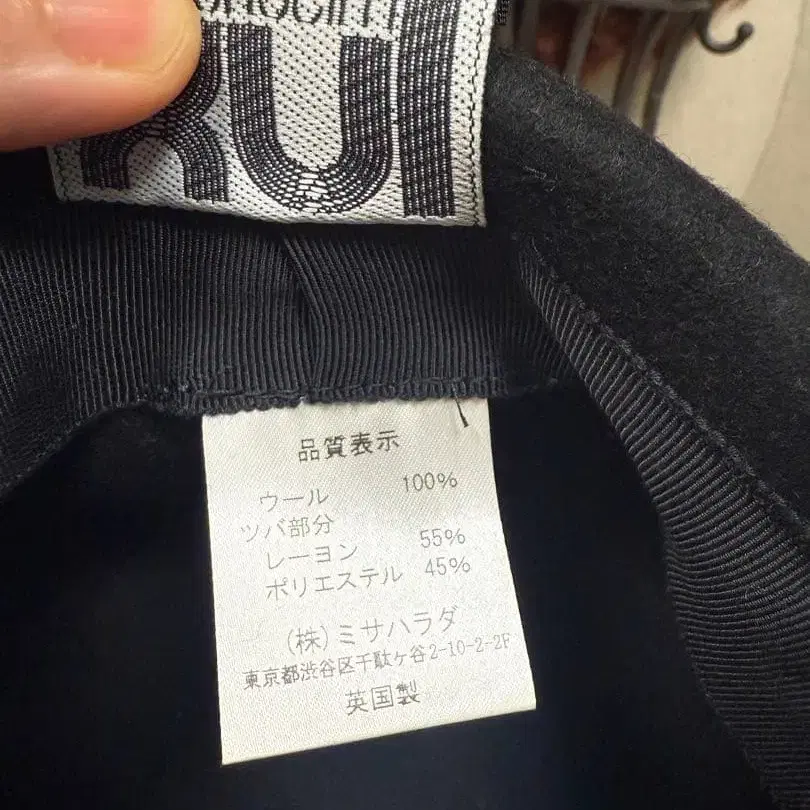 RUI
品質表示
ウール 100%
ツバ部分
レーヨン 55%
ポリエステル 45%
(株)ミサハラダ
東京都渋谷区千駄ヶ谷2-10-2-2F
英国製